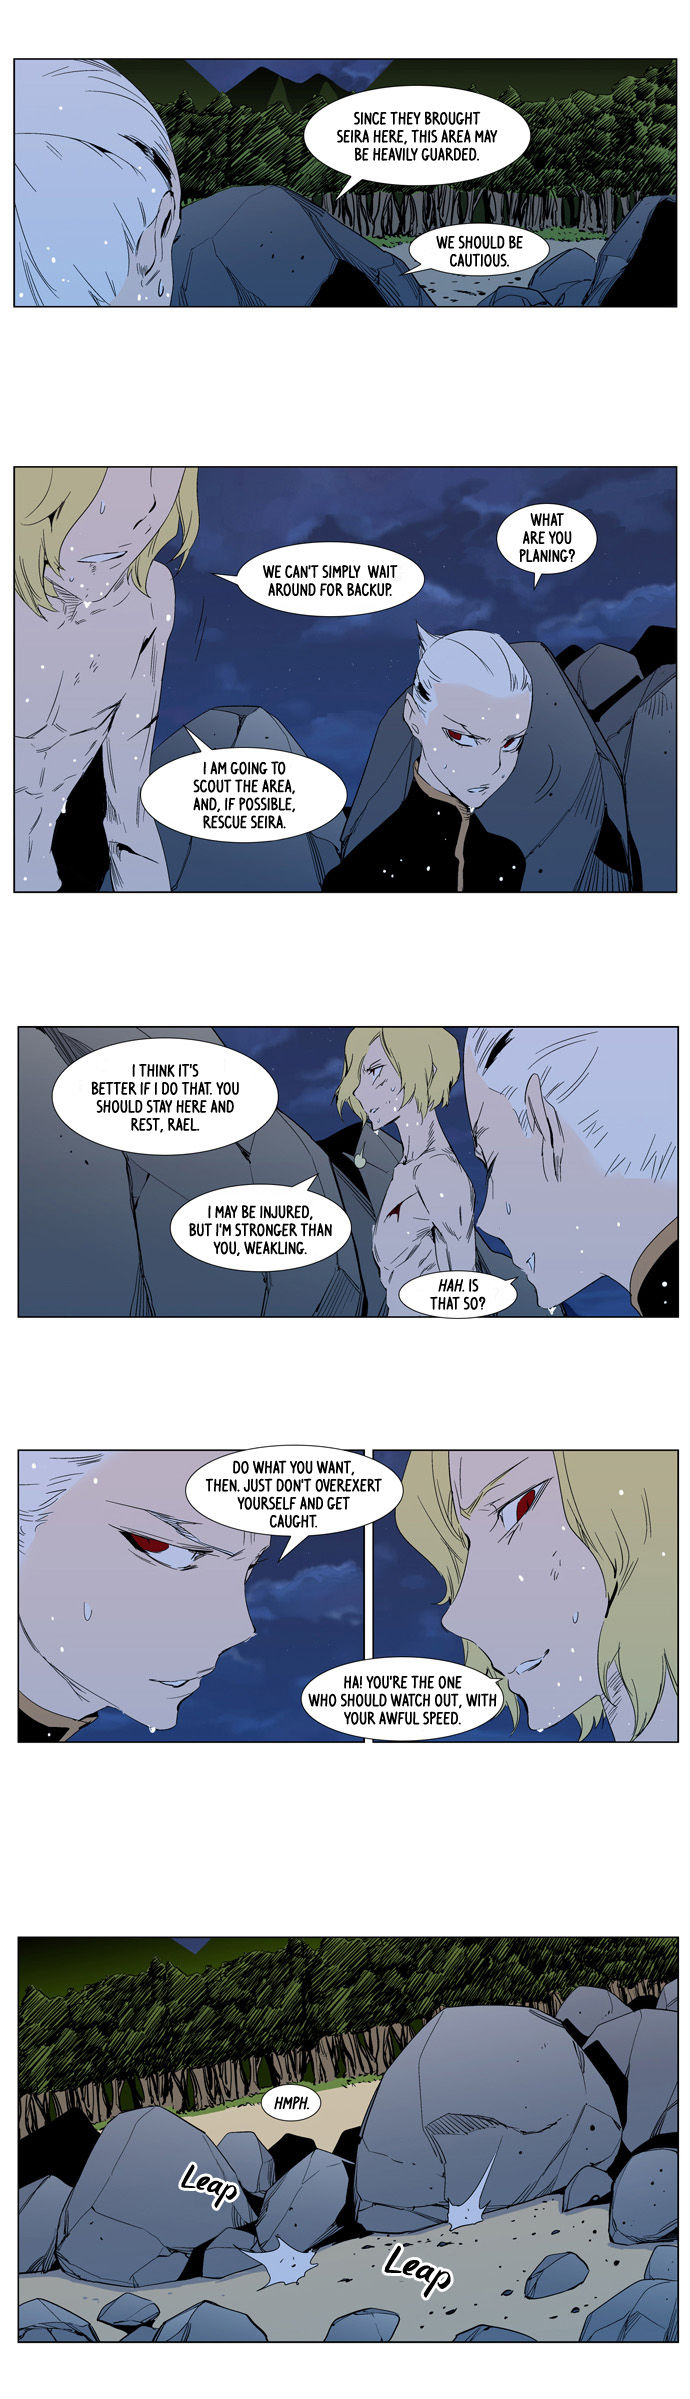 SINCE THEY BROUGHT
SEIRA HERE, THIS AREA MAY
BE HEAVILY GUARDED.
WE SHOULD BE
CAUTIOUS.
WHAT
ARE YOU
PLANING?
WE CAN'T SIMPLY WAIT
AROUND FOR BACKUP.
I AM GOING TO
SCOUT THE AREA,
AND, IF POSSIBLE,
RESCUE SEIRA.
I THINK IT'S
BETTER IF I DO THAT. YOU
SHOULD STAY HERE AND
REST, RAEL.
I MAY BE INJURED,
BUT I'M STRONGER THAN
YOU, WEAKLING.
HAH. IS
THAT SO?
DO WHAT YOU WANT,
THEN. JUST DON'T OVEREXERT
YOURSELF AND GET
CAUGHT.
HA! YOU'RE THE ONE
WHO SHOULD WATCH OUT, WITH
YOUR AWFUL SPEED.
HMPH.
Leap
Leap